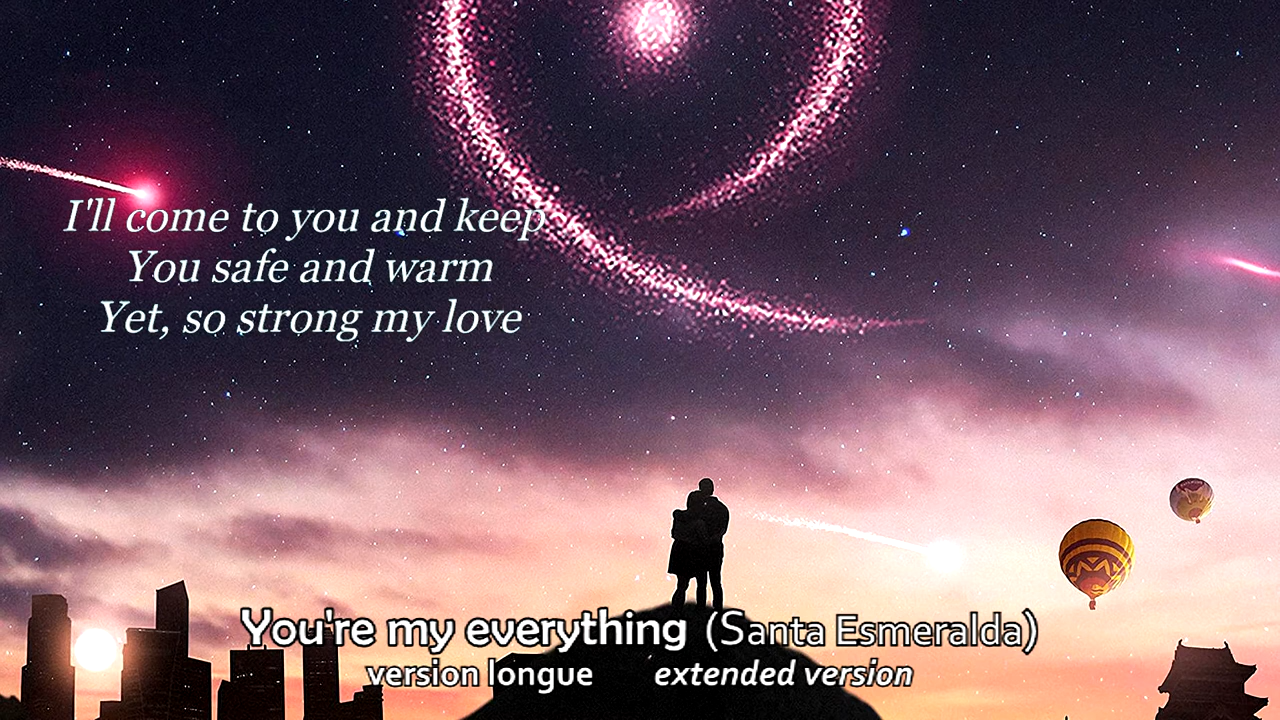 I'll come to you and keep
You safe and warm
Yet, so strong my love
You're my everything (Santa Esmeralda)
version longue extended version